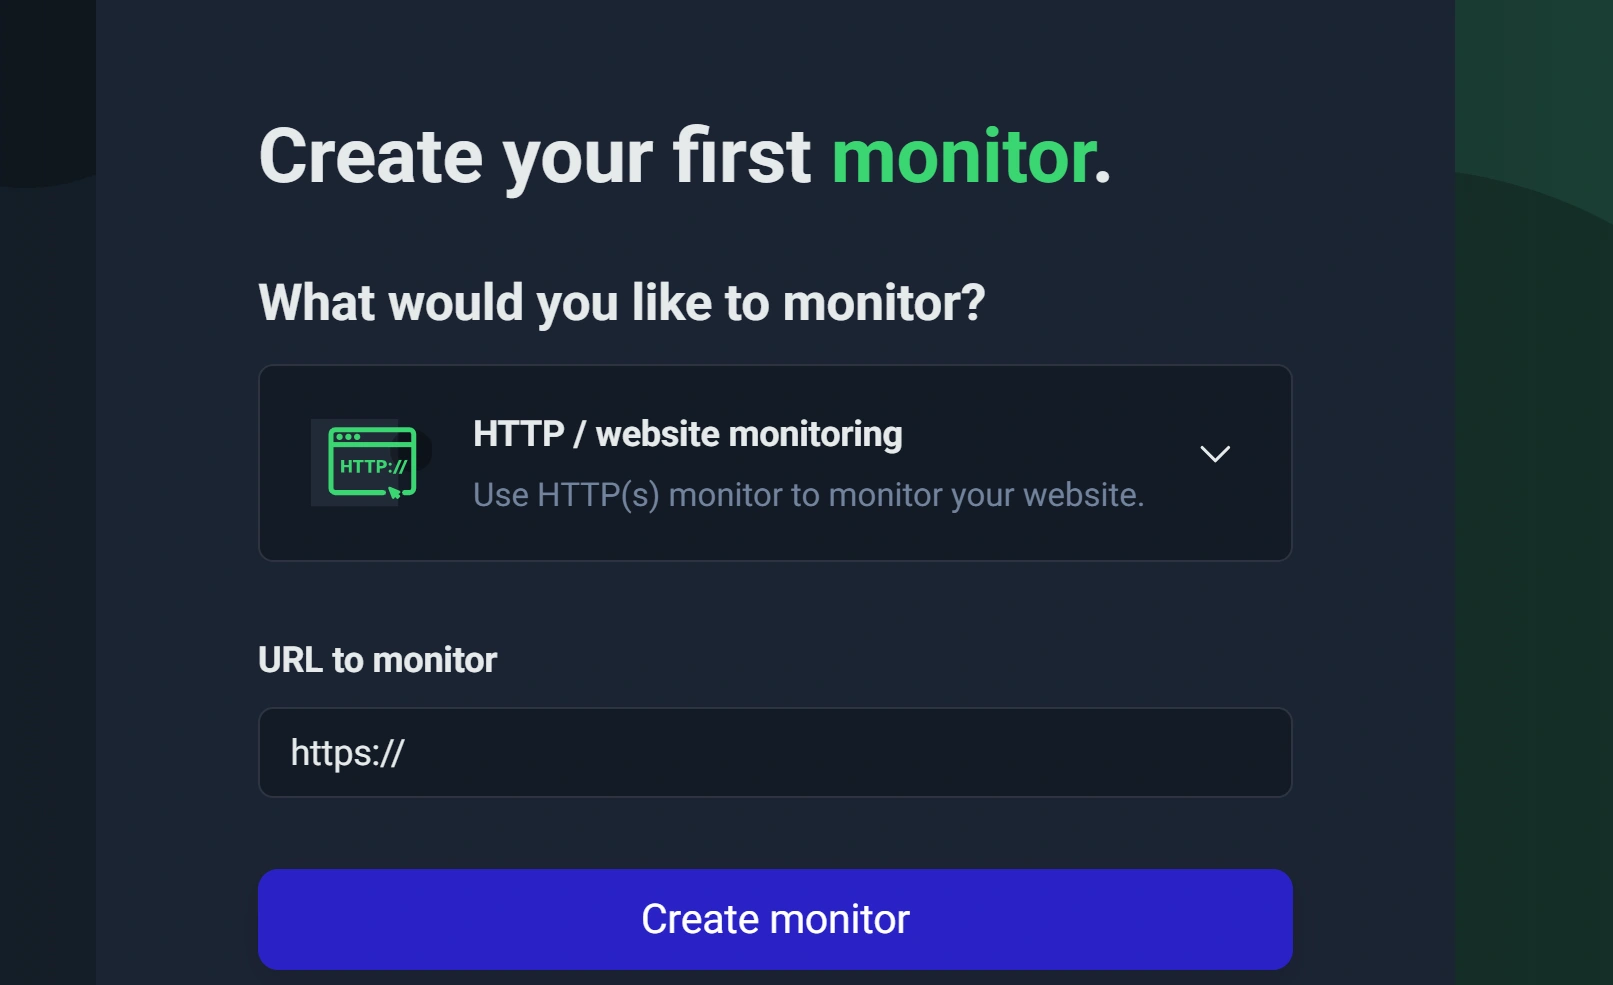 Create your first monitor.
What would you like to monitor?
HTTP://
HTTP / website monitoring
Use HTTP(s) monitor to monitor your website.
URL to monitor
https://
Create monitor